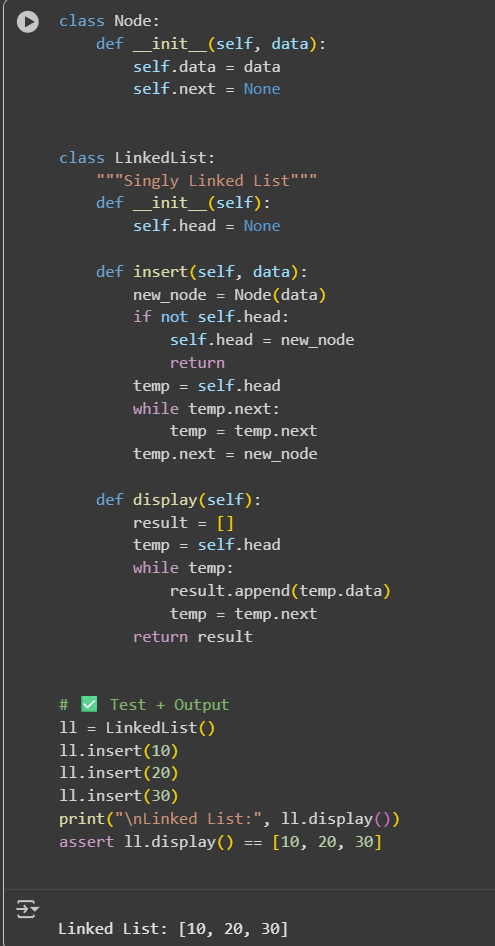 class Node:
    def __init__(self, data):
        self.data = data
        self.next = None

class LinkedList:
    """Singly Linked List"""
    def __init__(self):
        self.head = None

    def insert(self, data):
        new_node = Node(data)
        if not self.head:
            self.head = new_node
            return
        temp = self.head
        while temp.next:
            temp = temp.next
        temp.next = new_node

    def display(self):
        result = []
        temp = self.head
        while temp:
            result.append(temp.data)
            temp = temp.next
        return result

# ✅ Test + Output
ll = LinkedList()
ll.insert(10)
ll.insert(20)
ll.insert(30)
print("\nLinked List:", ll.display())
assert ll.display() == [10, 20, 30]

Linked List: [10, 20, 30]